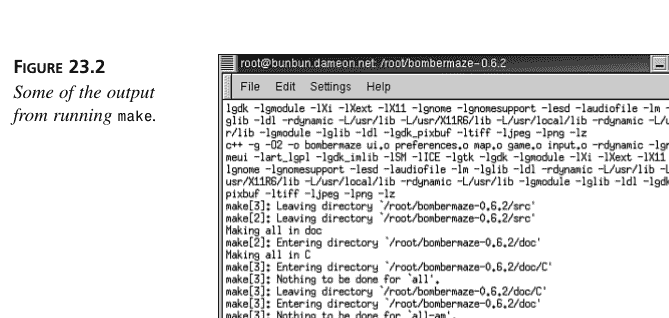 FIGURE 23.2
Some of the output
from running make.
root@bunbun.dameon.net: /root/bombermaze-0.6.2
File Edit Settings Help
lgdk -lgmodule -lXi -lXext -lX11 -lgnome -lgnomesupport -lesd -laudiofile -lm -
glib -ldl -rdynamic -L/usr/lib -L/usr/X11R6/lib -L/usr/local/lib -rdynamic -L/u
r/lib -lgmodule -lglib -ldl -lgdk_pixbuf -ltiff -ljpeg -lpng -lz
c++ -g -O2 -o bombermaze ui.o preferences.o map.o game.o input.o -rdynamic -lgn
meui -lart_lgpl -lgdk_imlib -lSM -lICE -lgtk -lgdk -lgmodule -lXi -lXext -lX11
lgnome -lgnomesupport -lesd -laudiofile -lm -lglib -ldl -rdynamic -L/usr/lib -L
usr/X11R6/lib -L/usr/local/lib -rdynamic -L/usr/lib -lgmodule -lglib -ldl -lgdk
pixbuf -ltiff -ljpeg -lpng -lz
make[3]: Leaving directory `/root/bombermaze-0.6.2/src'
make[2]: Leaving directory `/root/bombermaze-0.6.2/src'
Making all in doc
make[2]: Entering directory `/root/bombermaze-0.6.2/doc'
Making all in C
make[3]: Entering directory `/root/bombermaze-0.6.2/doc/C'
make[3]: Nothing to be done for `all'.
make[3]: Leaving directory `/root/bombermaze-0.6.2/doc/C'
make[3]: Entering directory `/root/bombermaze-0.6.2/doc'
make[3]: Nothing to be done for `all-am'.